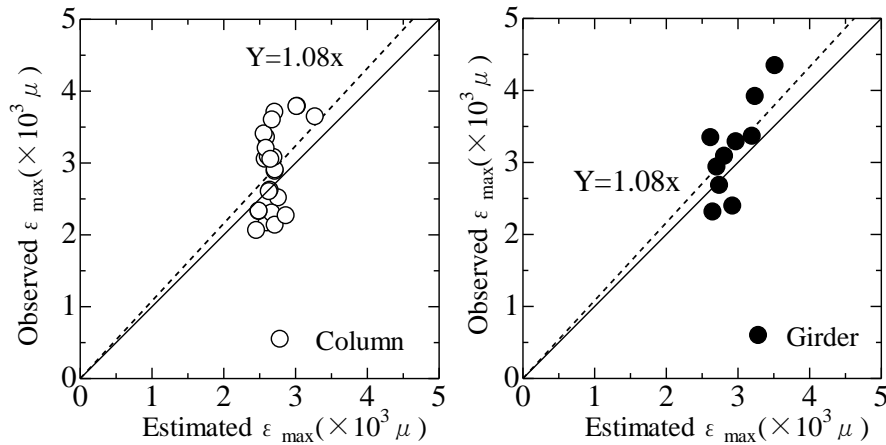 5
4
3
2
1
0
Observed ε max(×10³ μ)
Y=1.08x
Column
0 1 2 3 4 5
Estimated ε max(×10³ μ)
5
4
3
2
1
0
Observed ε max(×10³ μ)
Y=1.08x
Girder
0 1 2 3 4 5
Estimated ε max(×10³ μ)